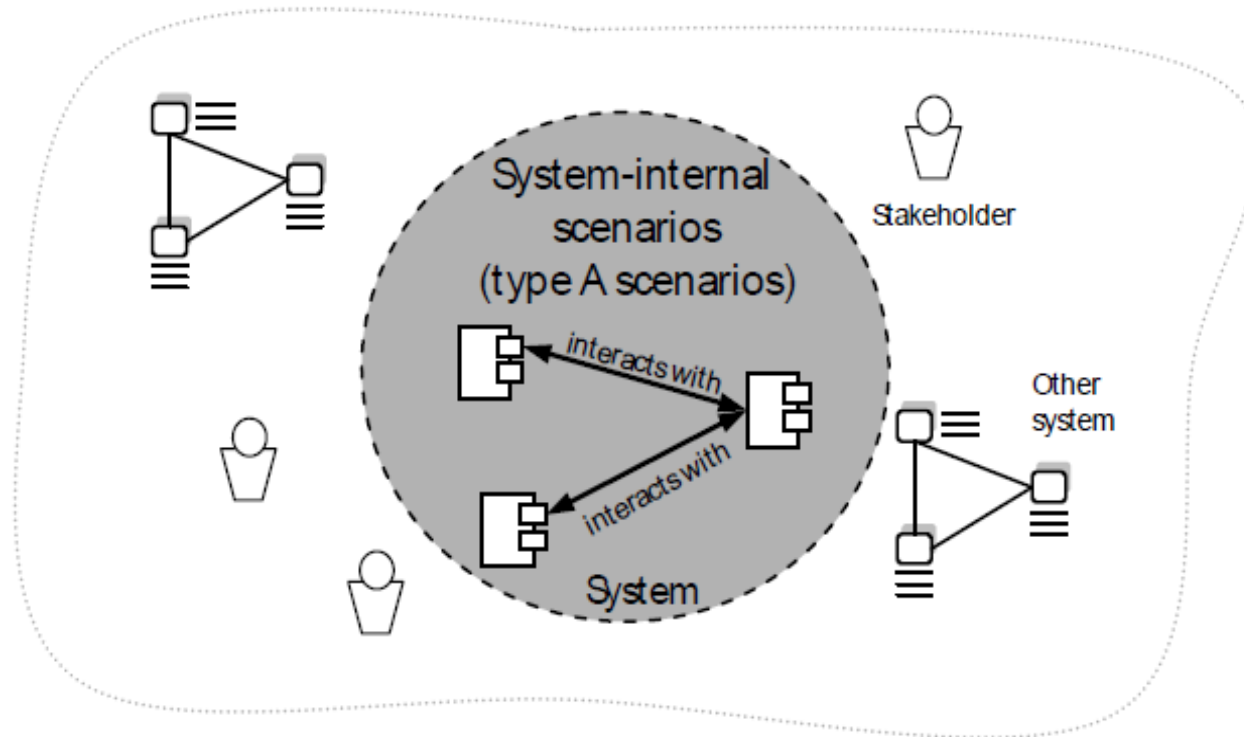 System-internal
scenarios
(type A scenarios)
Stakeholder
interacts with
interacts with
Other
system
System